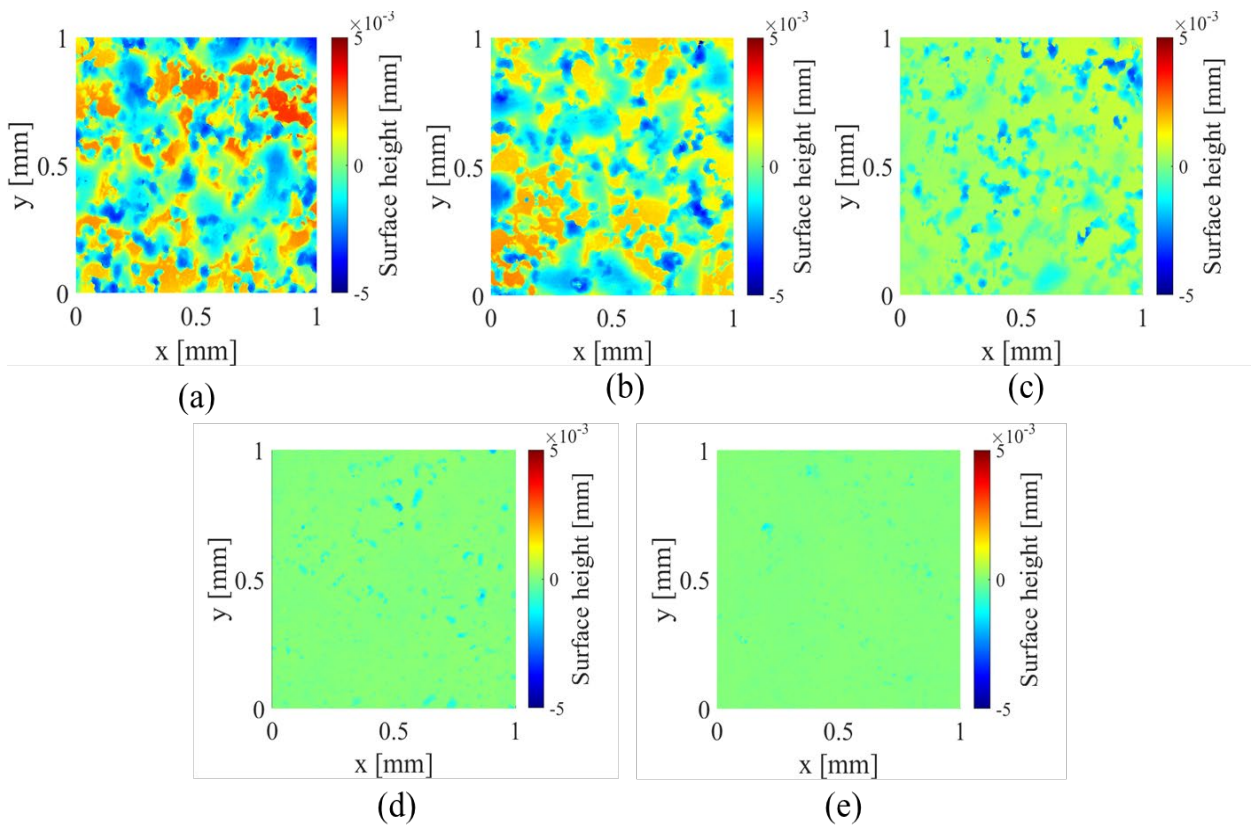 ×10⁻³ ×10⁻³ ×10⁻³
1 5 1 5 1 5
y [mm] 0.5 0 Surface height [mm] y [mm] 0.5 0 Surface height [mm] y [mm] 0.5 0 Surface height [mm]
0 -5 0 -5 0 -5
0 0.5 1 0 0.5 1 0 0.5 1
x [mm] x [mm] x [mm]
(a) (b) (c)
×10⁻³ ×10⁻³
1 5 1 5
y [mm] 0.5 0 Surface height [mm] y [mm] 0.5 0 Surface height [mm]
0 -5 0 -5
0 0.5 1 0 0.5 1
x [mm] x [mm]
(d) (e)